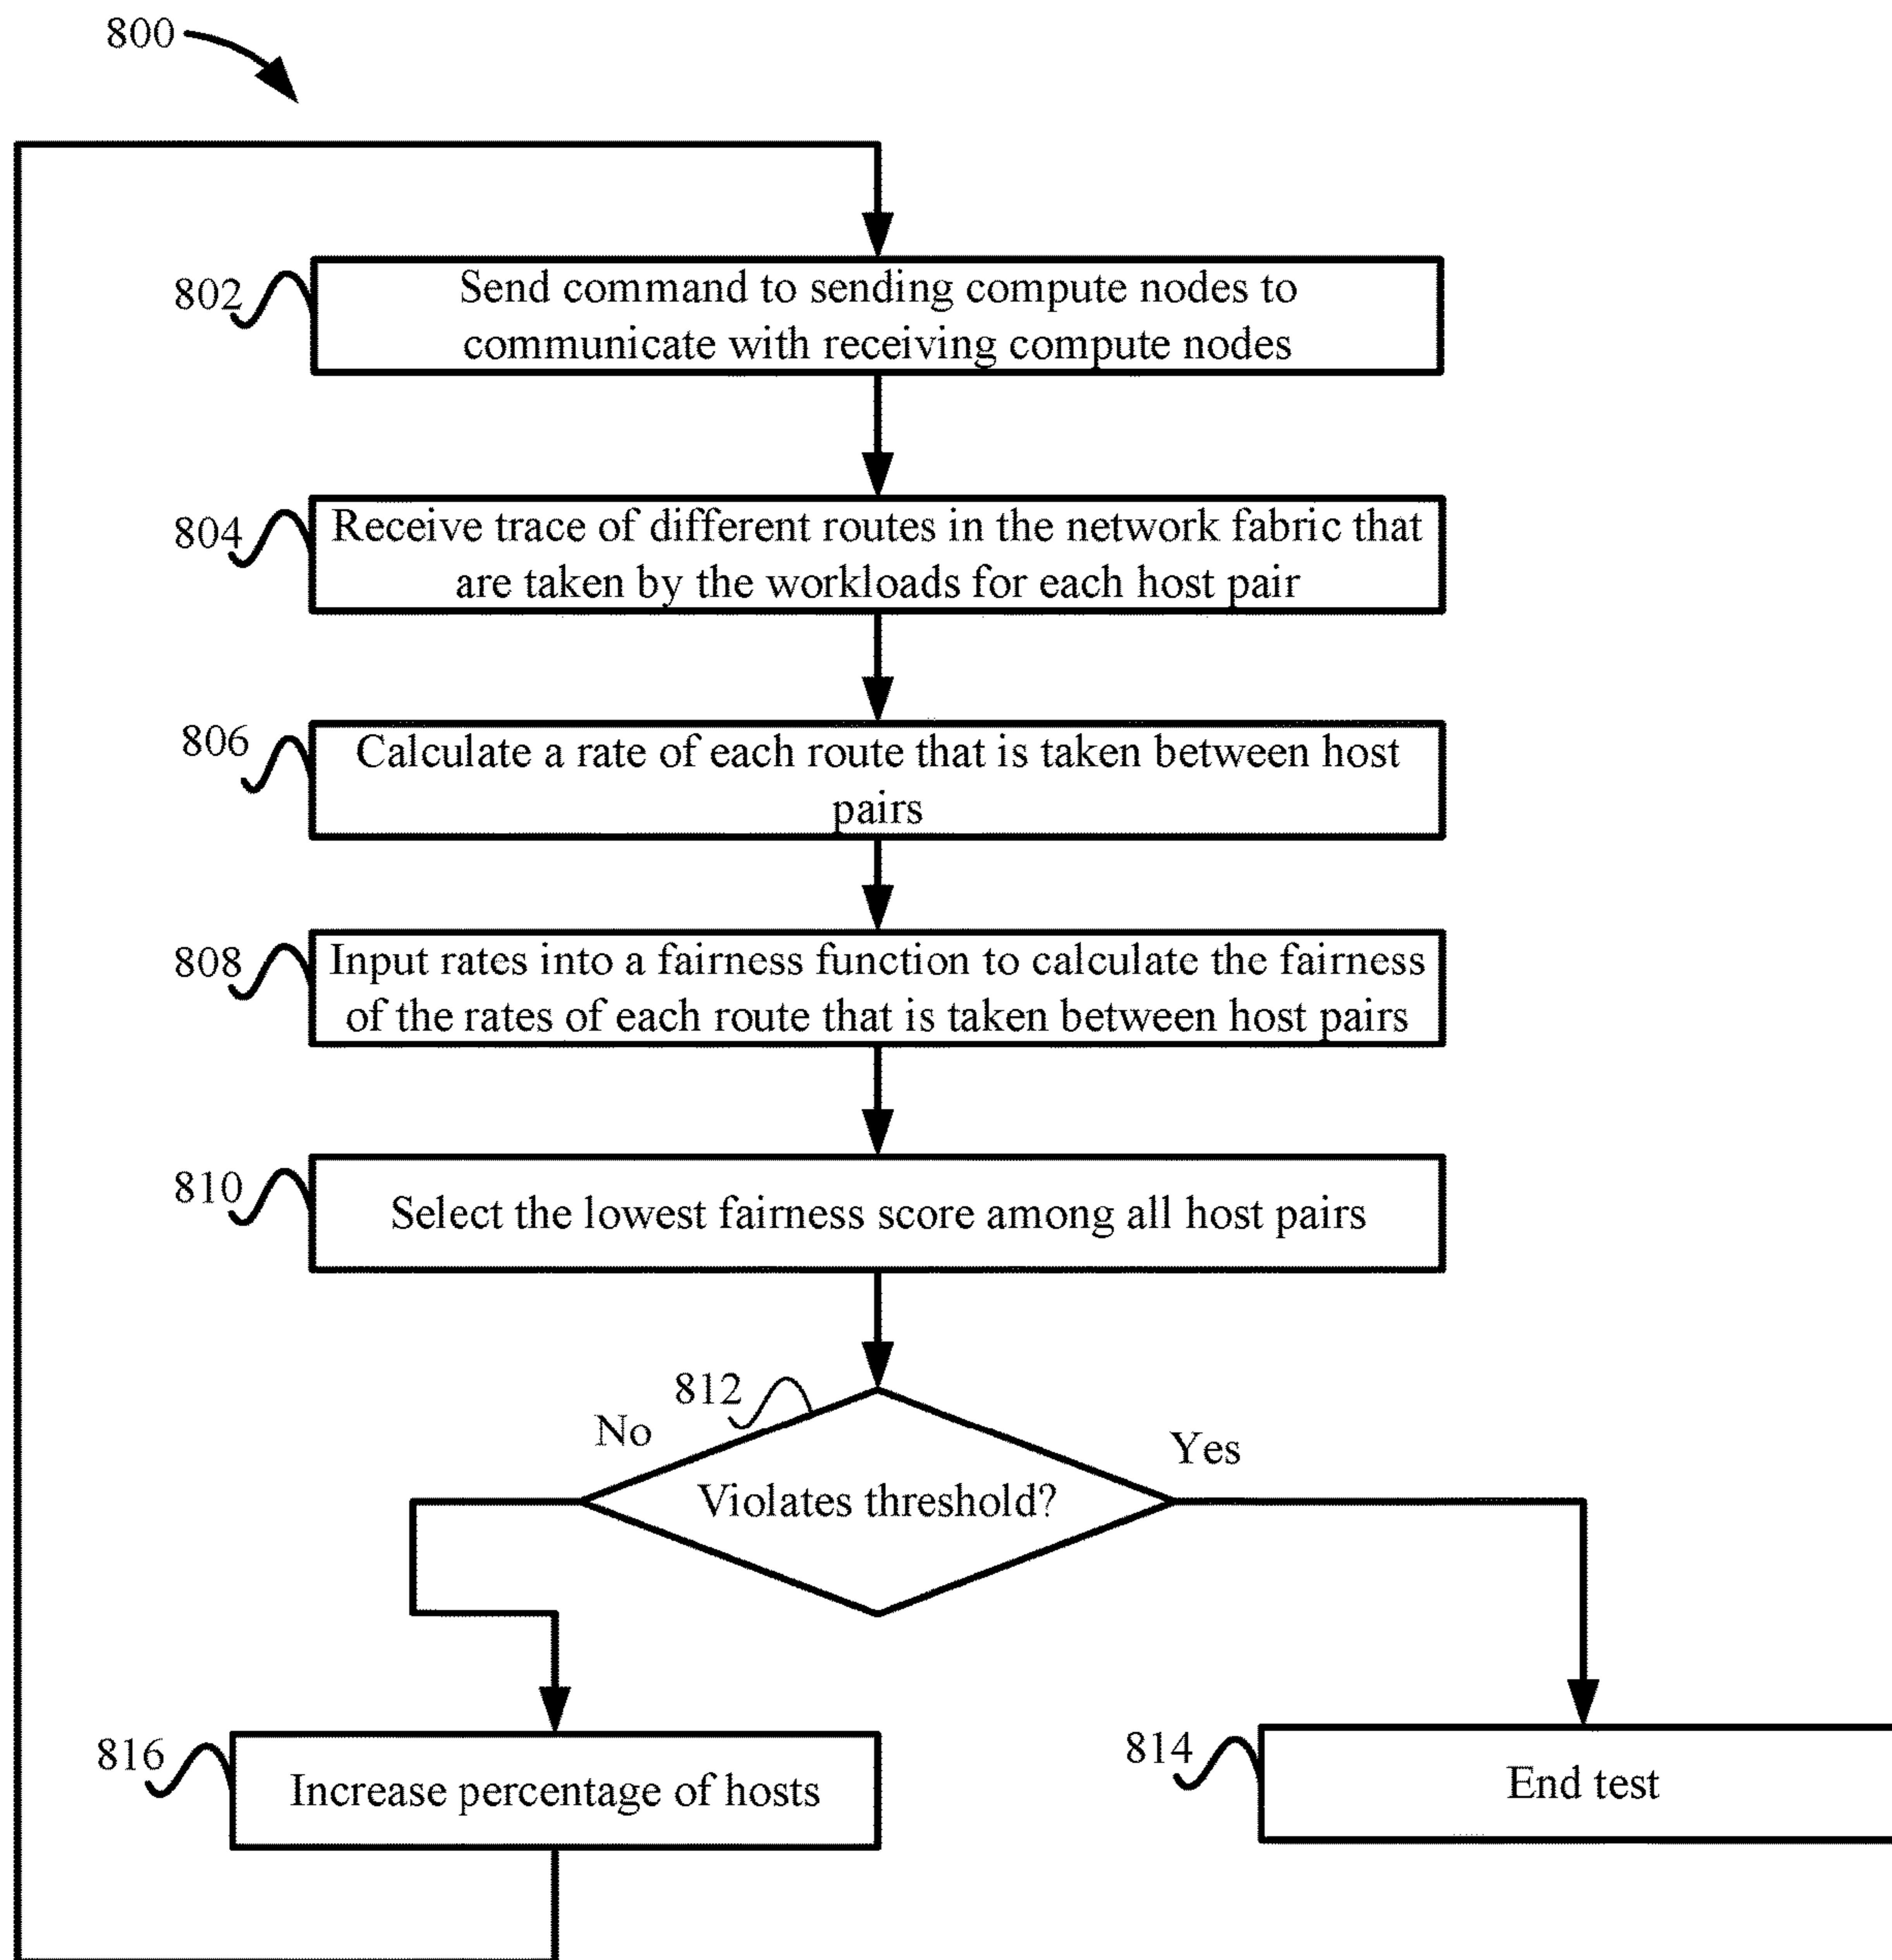 800
802
Send command to sending compute nodes to
communicate with receiving compute nodes
804
Receive trace of different routes in the network fabric that
are taken by the workloads for each host pair
806
Calculate a rate of each route that is taken between host
pairs
808
Input rates into a fairness function to calculate the fairness
of the rates of each route that is taken between host pairs
810
Select the lowest fairness score among all host pairs
812
No
Yes
Violates threshold?
816
Increase percentage of hosts
814
End test